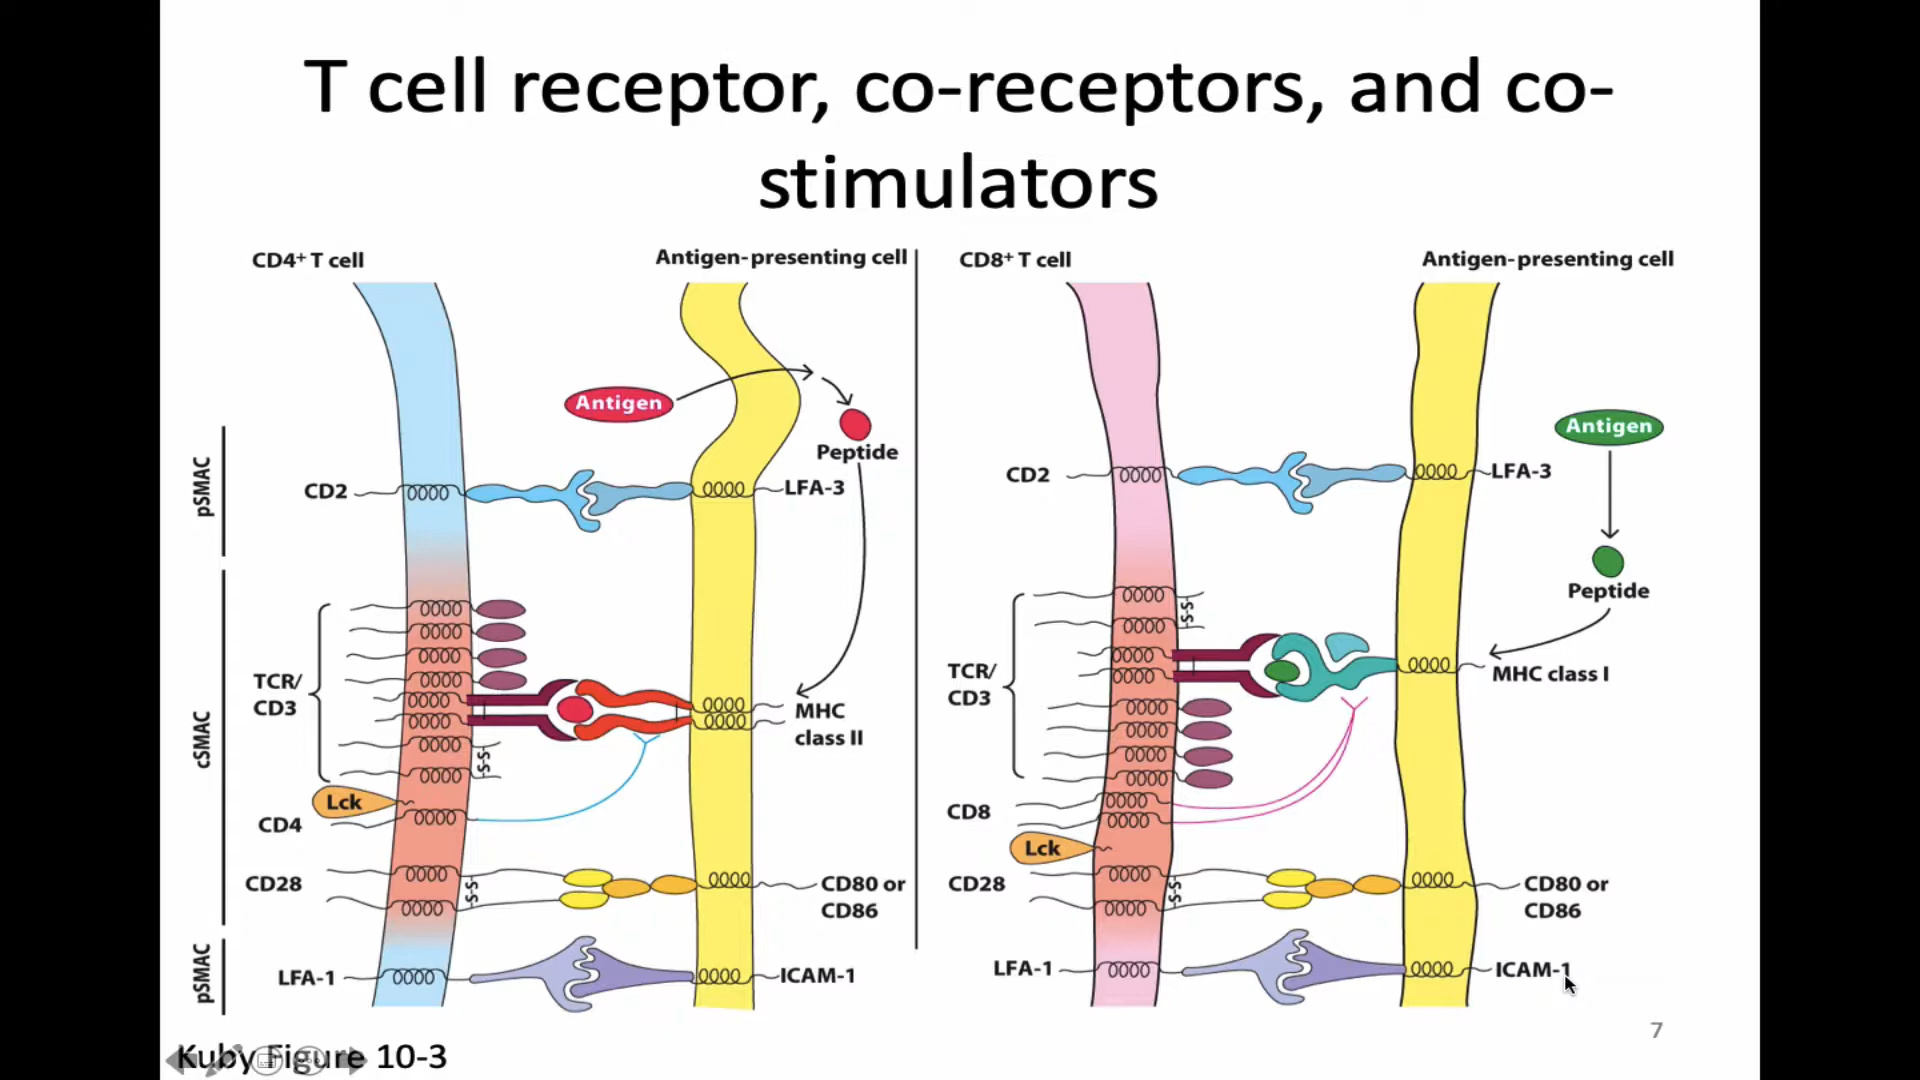 T cell receptor, co-receptors, and co-
stimulators
CD4+ T cell
Antigen-presenting cell
Antigen
Peptide
pSMAC
CD2
LFA-3
cSMAC
TCR/
CD3
MHC
class II
S-S
Lck
CD4
CD28
S-S
CD80 or
CD86
pSMAC
LFA-1
ICAM-1
CD8+ T cell
Antigen-presenting cell
Antigen
CD2
LFA-3
Peptide
S-S
TCR/
CD3
MHC class I
CD8
Lck
CD28
S-S
CD80 or
CD86
LFA-1
ICAM-1
7
Kuby Figure 10-3